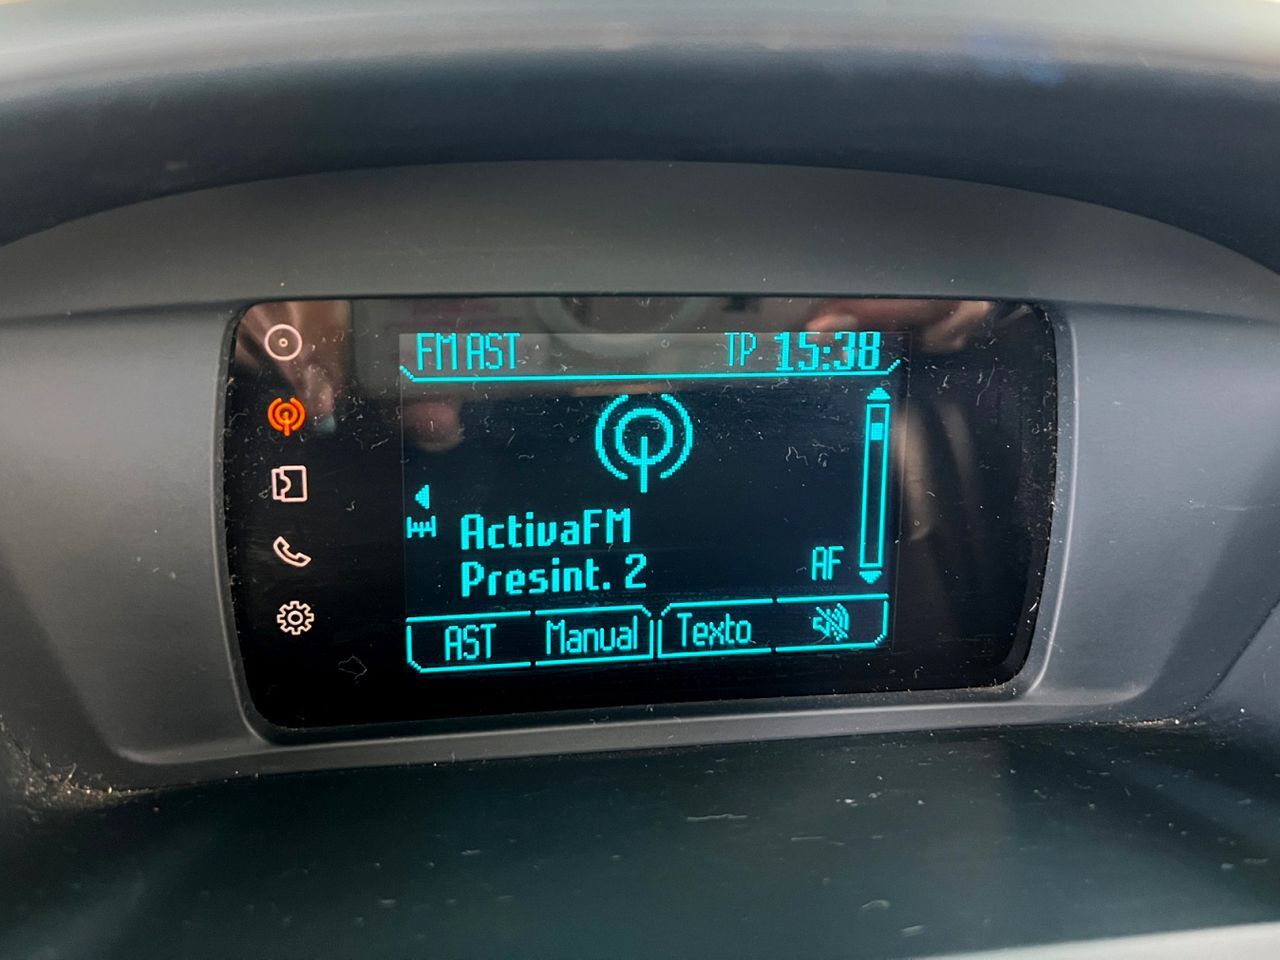 FM AST TP 15:38
ActivaFM
Presint. 2
AF
AST Manual Texto